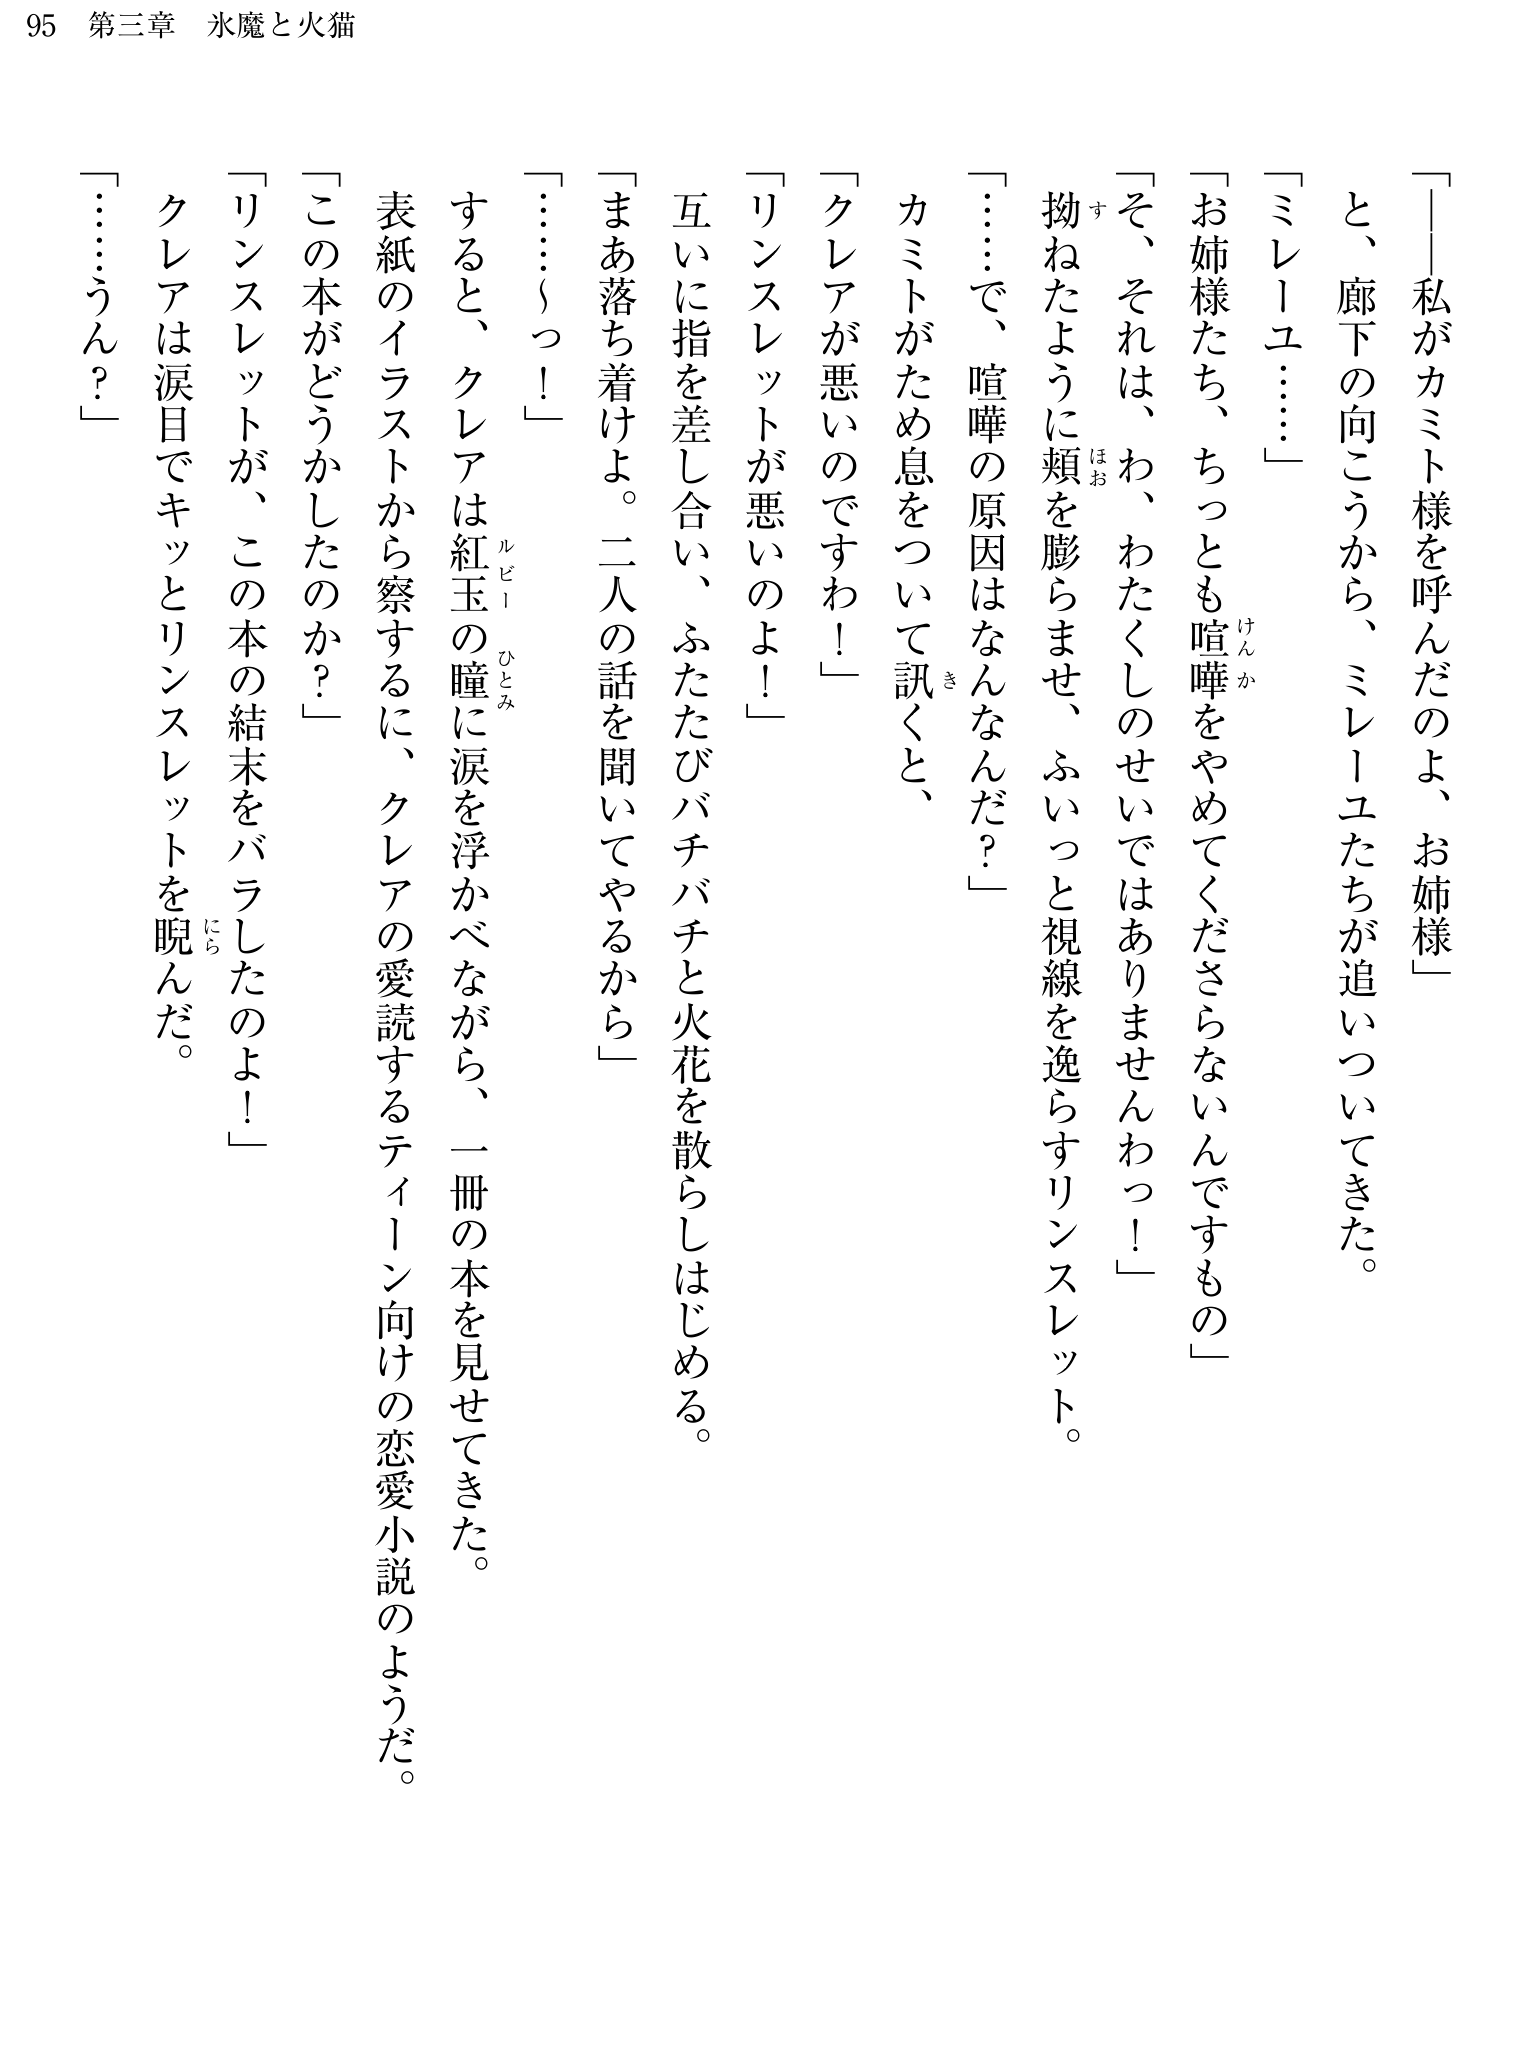 95 第三章 氷魔と火猫
「――私がカミト様を呼んだのよ、お姉様」
と、廊下の向こうから、ミレーユたちが追いついてきた。
「ミレーユ……」
「お姉様たち、ちっとも喧嘩をやめてくださらないんですもの」
「そ、それは、わ、わたくしのせいではありませんわっ！」
拗ねたように頬を膨らませ、ふいっと視線を逸らすリンスレット。
「……で、喧嘩の原因はなんなんだ？」
カミトがため息をついて訊くと、
「クレアが悪いのですわ！」
「リンスレットが悪いのよ！」
互いに指を差し合い、ふたたびバチバチと火花を散らしはじめる。
「まあ落ち着けよ。二人の話を聞いてやるから」
「……～っ！」
すると、クレアは紅玉の瞳に涙を浮かべながら、一冊の本を見せてきた。
表紙のイラストから察するに、クレアの愛読するティーン向けの恋愛小説のようだ。
「この本がどうかしたのか？」
「リンスレットが、この本の結末をバラしたのよ！」
クレアは涙目でキッとリンスレットを睨んだ。
「……うん？」